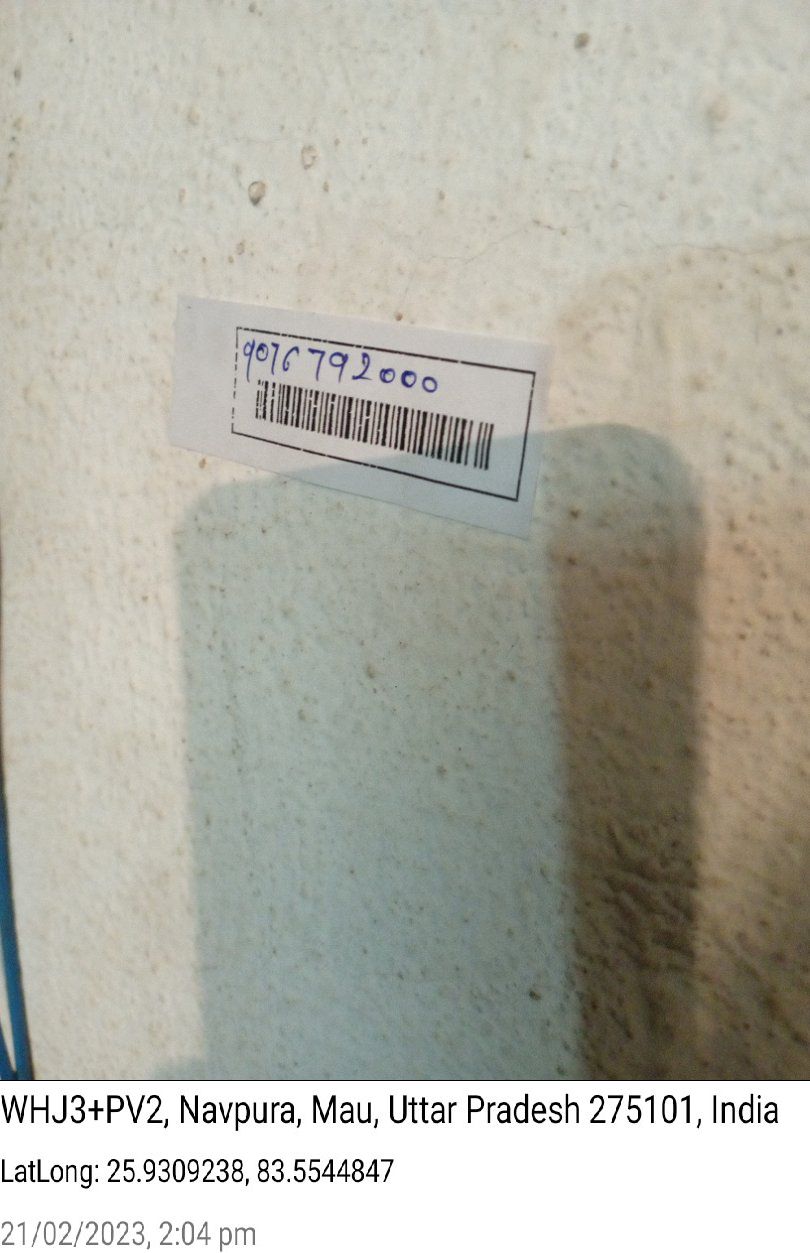 9076792000
WHJ3+PV2, Navpura, Mau, Uttar Pradesh 275101, India
LatLong: 25.9309238, 83.5544847
21/02/2023, 2:04 pm